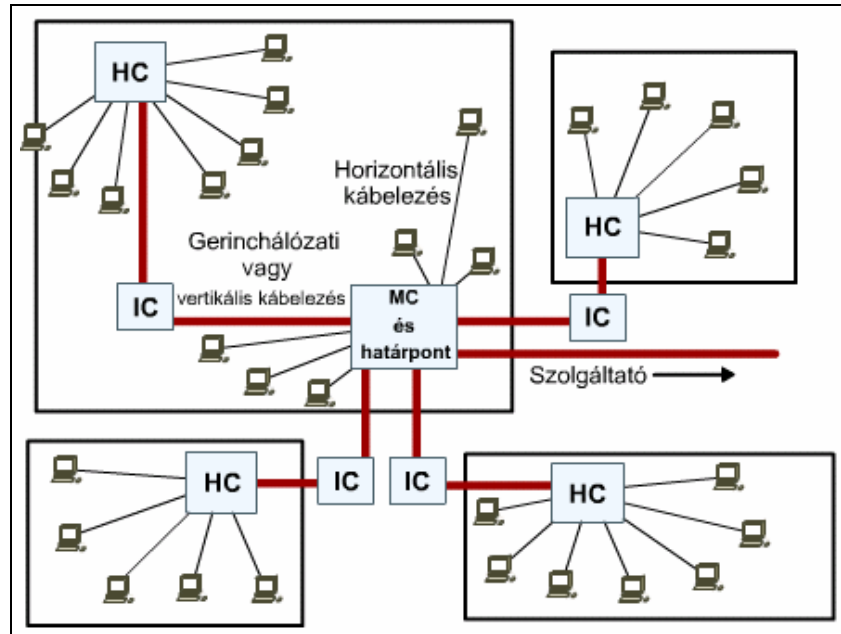 HC
Horizontális
kábelezés
HC
Gerinchálózati
vagy
vertikális kábelezés
IC
MC
és
határpont
IC
Szolgáltató
HC
IC
IC
HC